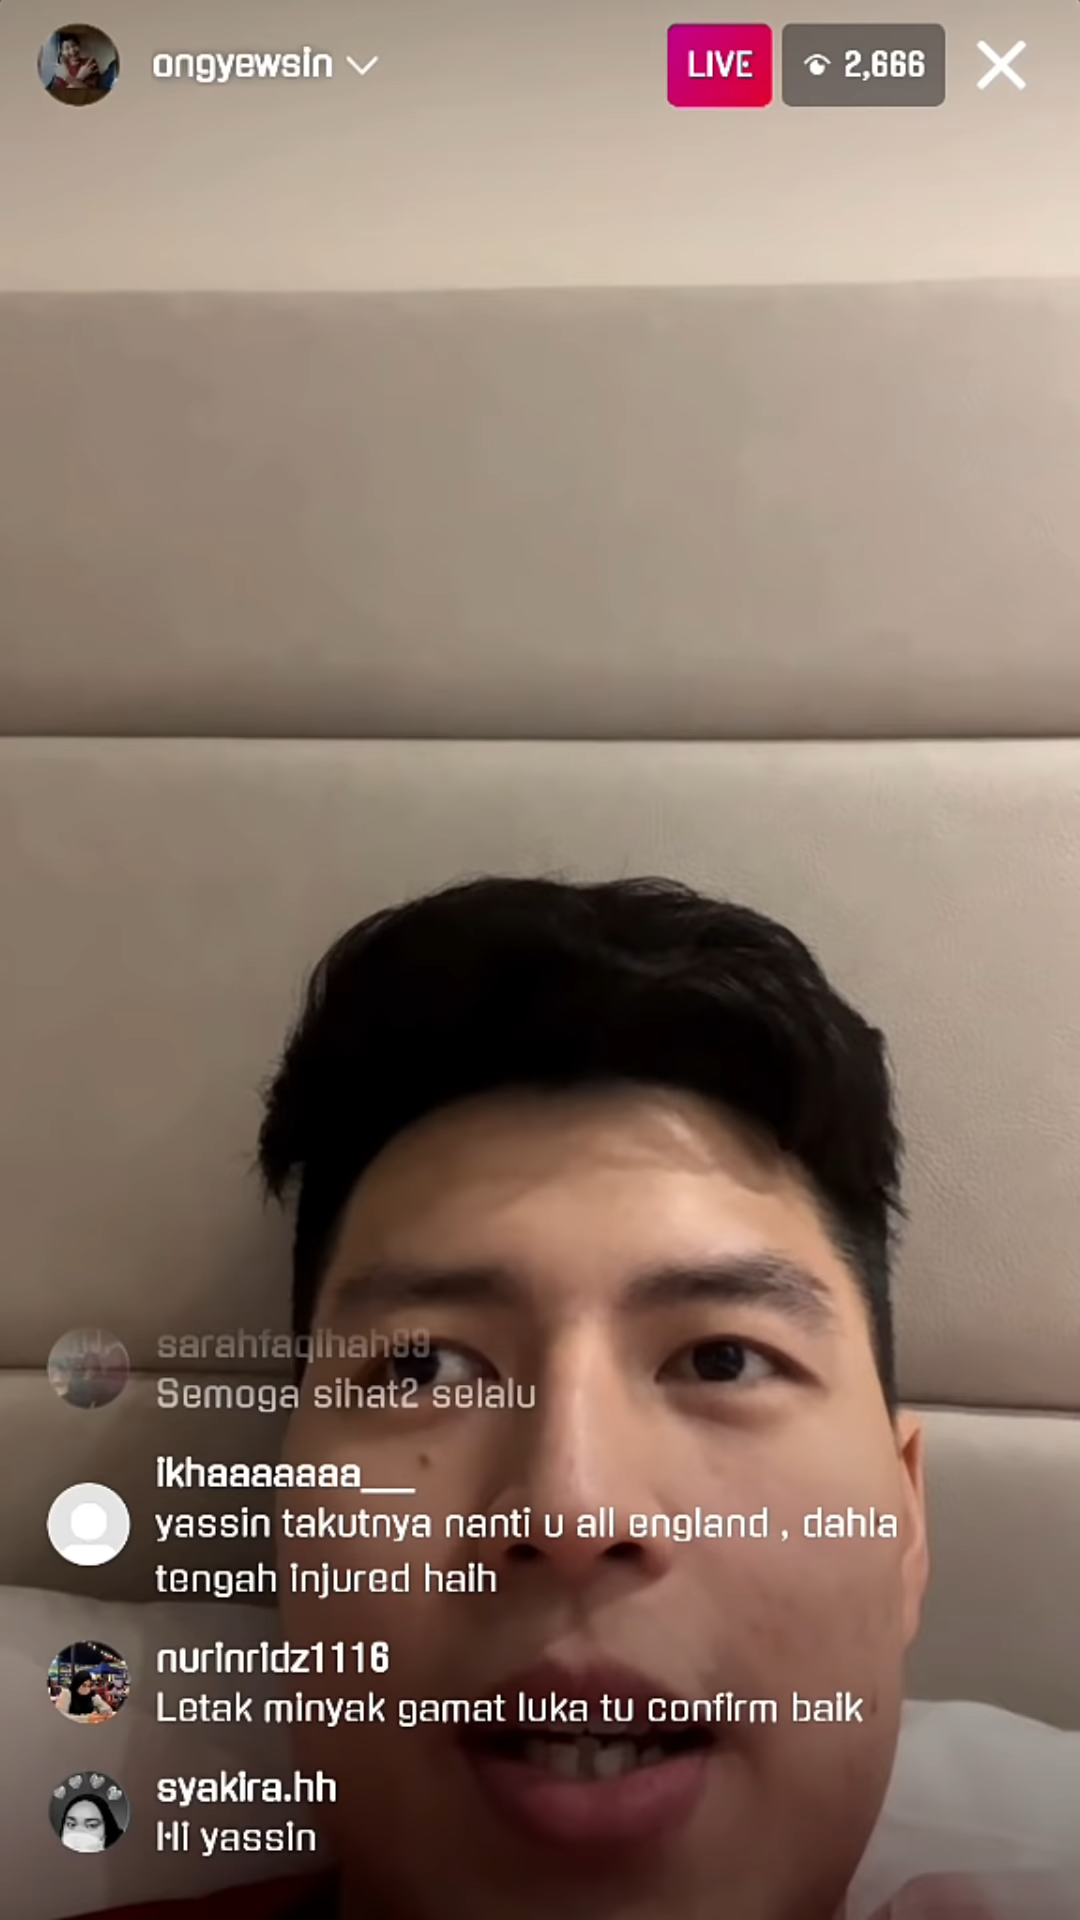 ongyewsin
LIVE
2,666
sarahfaqihah99
Semoga sihat2 selalu
ikhaaaaaaa__
yassin takutnya nanti u all england , dahla
tengah injured haih
nurinridz1116
Letak minyak gamat luka tu confirm baik
syakira.hh
Hi yassin